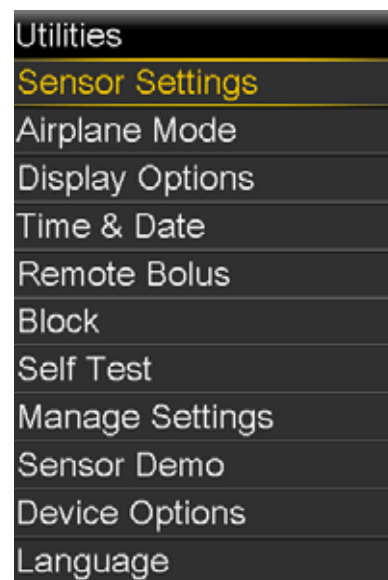 Utilities
Sensor Settings
Airplane Mode
Display Options
Time & Date
Remote Bolus
Block
Self Test
Manage Settings
Sensor Demo
Device Options
Language